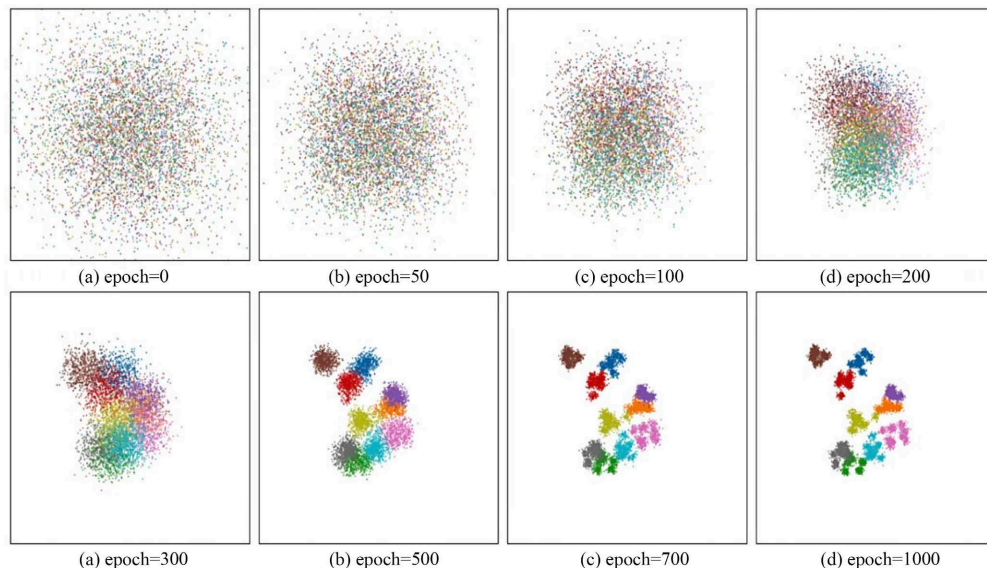 (a) epoch=0
(b) epoch=50
(c) epoch=100
(d) epoch=200
(a) epoch=300
(b) epoch=500
(c) epoch=700
(d) epoch=1000